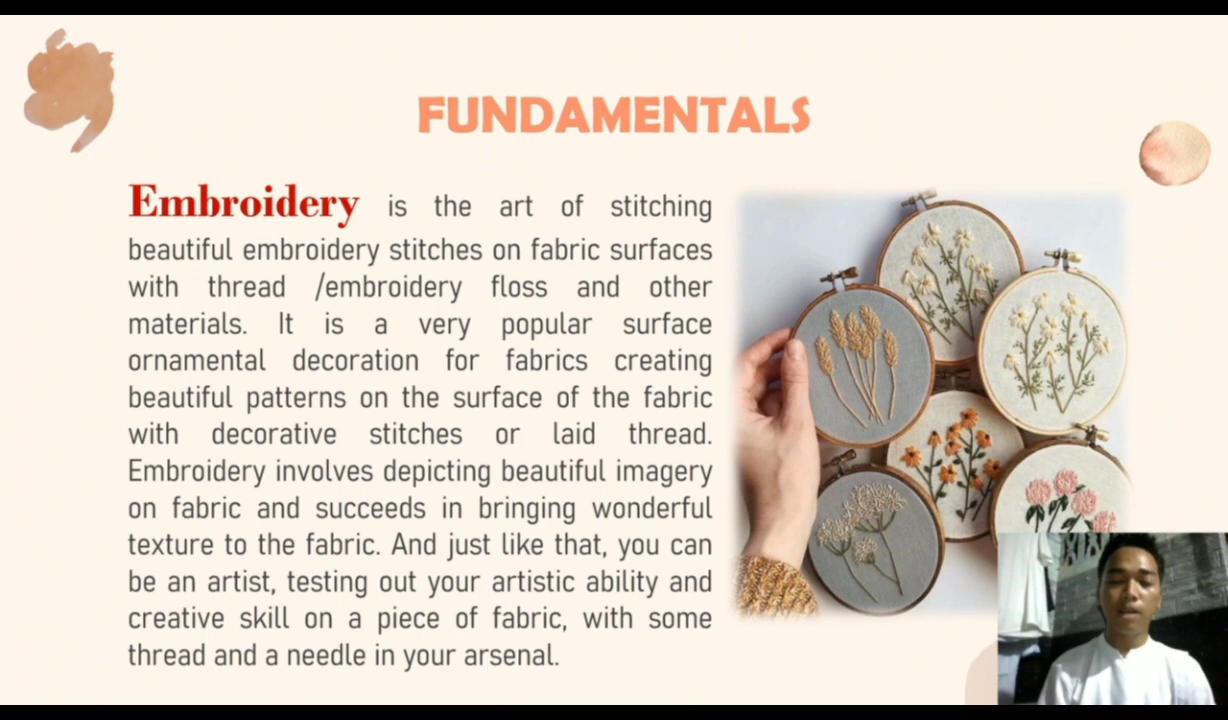 FUNDAMENTALS
Embroidery is the art of stitching
beautiful embroidery stitches on fabric surfaces
with thread /embroidery floss and other
materials. It is a very popular surface
ornamental decoration for fabrics creating
beautiful patterns on the surface of the fabric
with decorative stitches or laid thread.
Embroidery involves depicting beautiful imagery
on fabric and succeeds in bringing wonderful
texture to the fabric. And just like that, you can
be an artist, testing out your artistic ability and
creative skill on a piece of fabric, with some
thread and a needle in your arsenal.